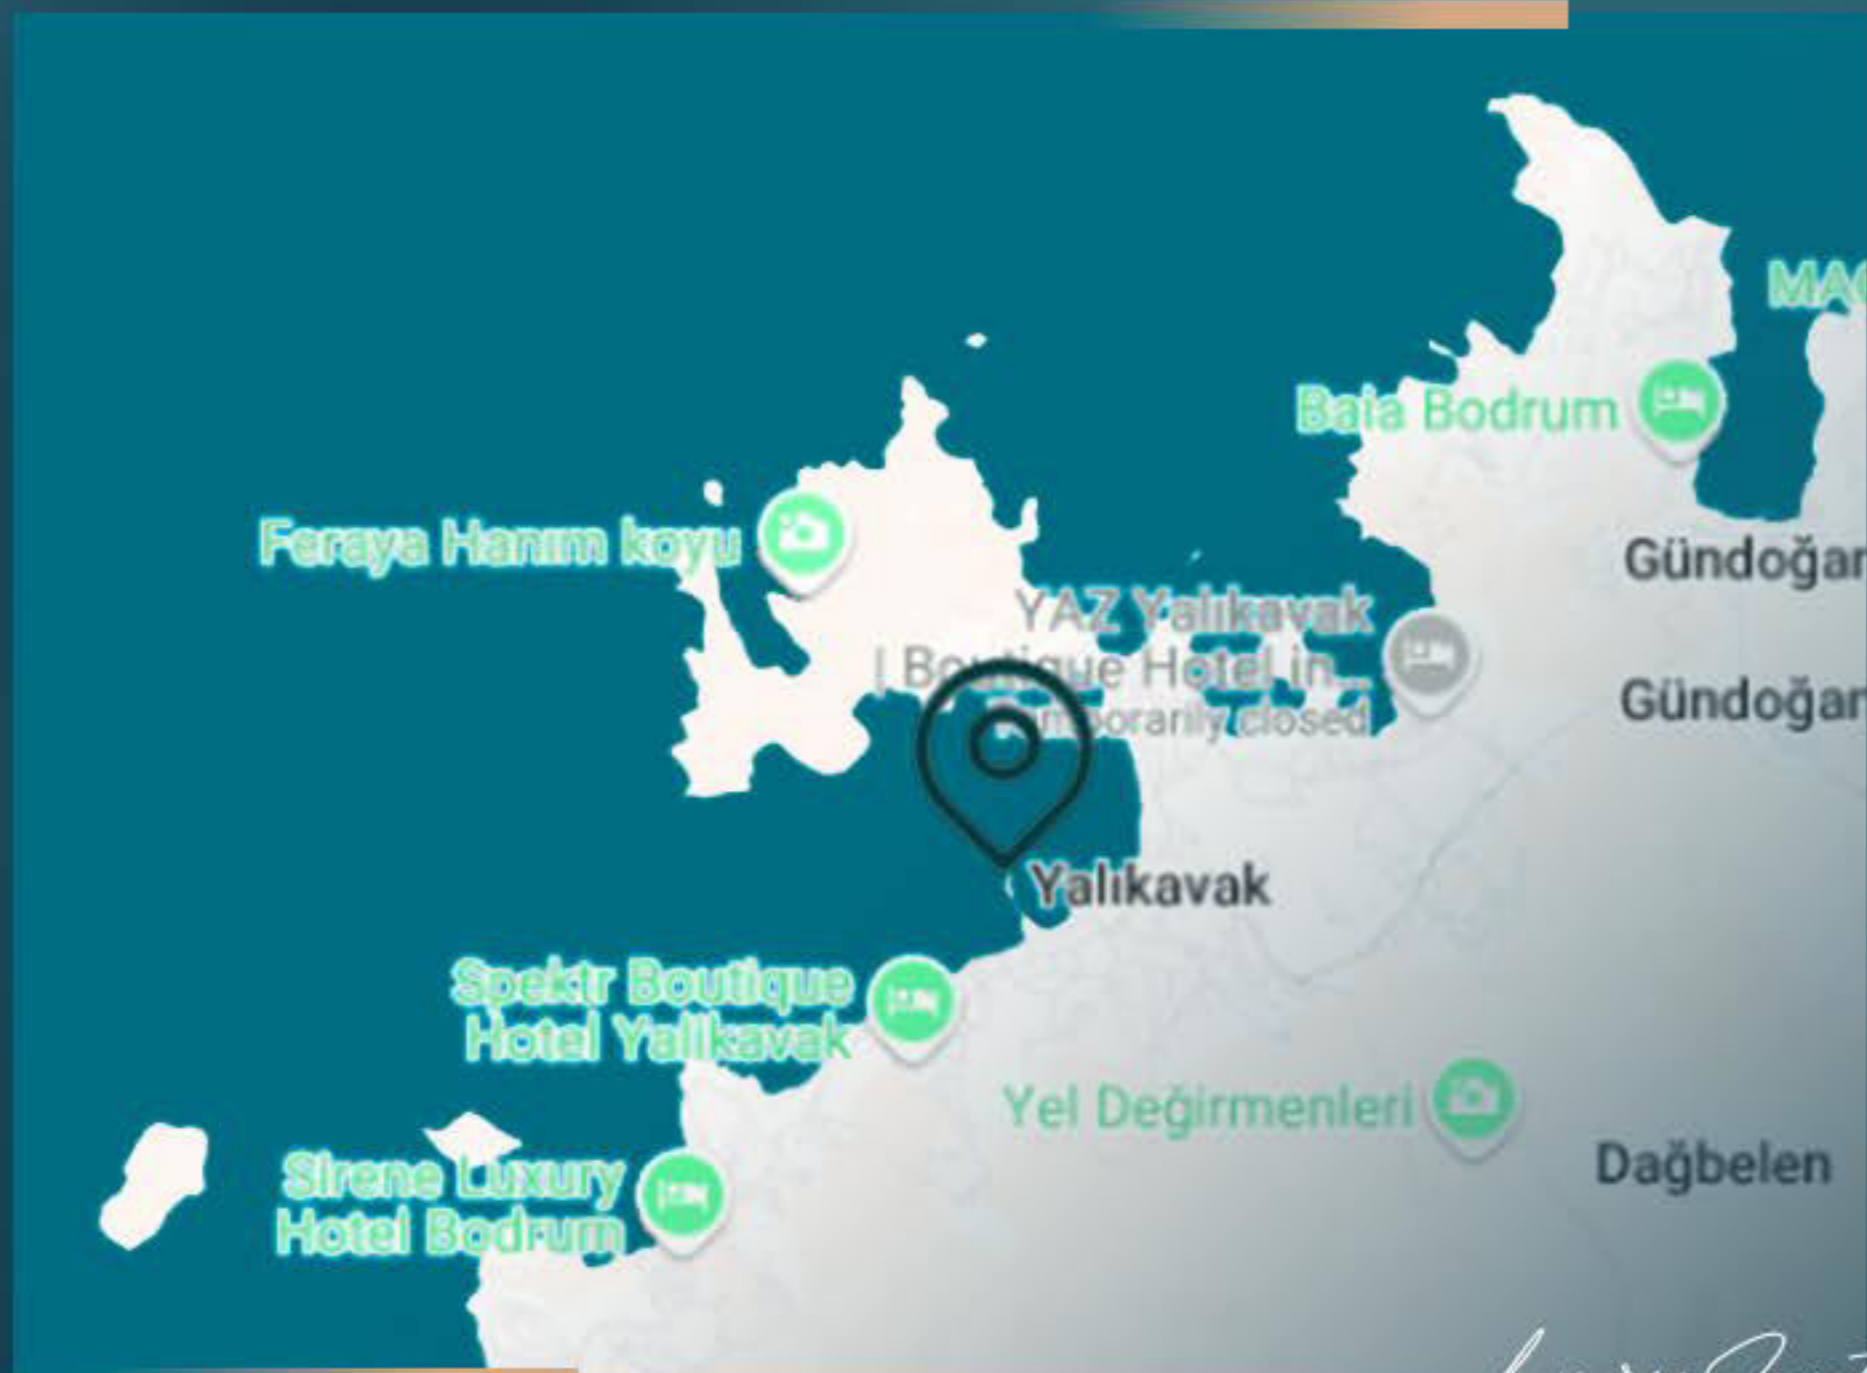 MAC
Baia Bodrum
Feraya Hanım koyu
Gündoğan
YAZ Yalıkavak
| Boutique Hotel in...
Temporarily closed
Gündoğan
Yalıkavak
Spektr Boutique
Hotel Yalikavak
Yel Değirmenleri
Dağbelen
Sirene Luxury
Hotel Bodrum